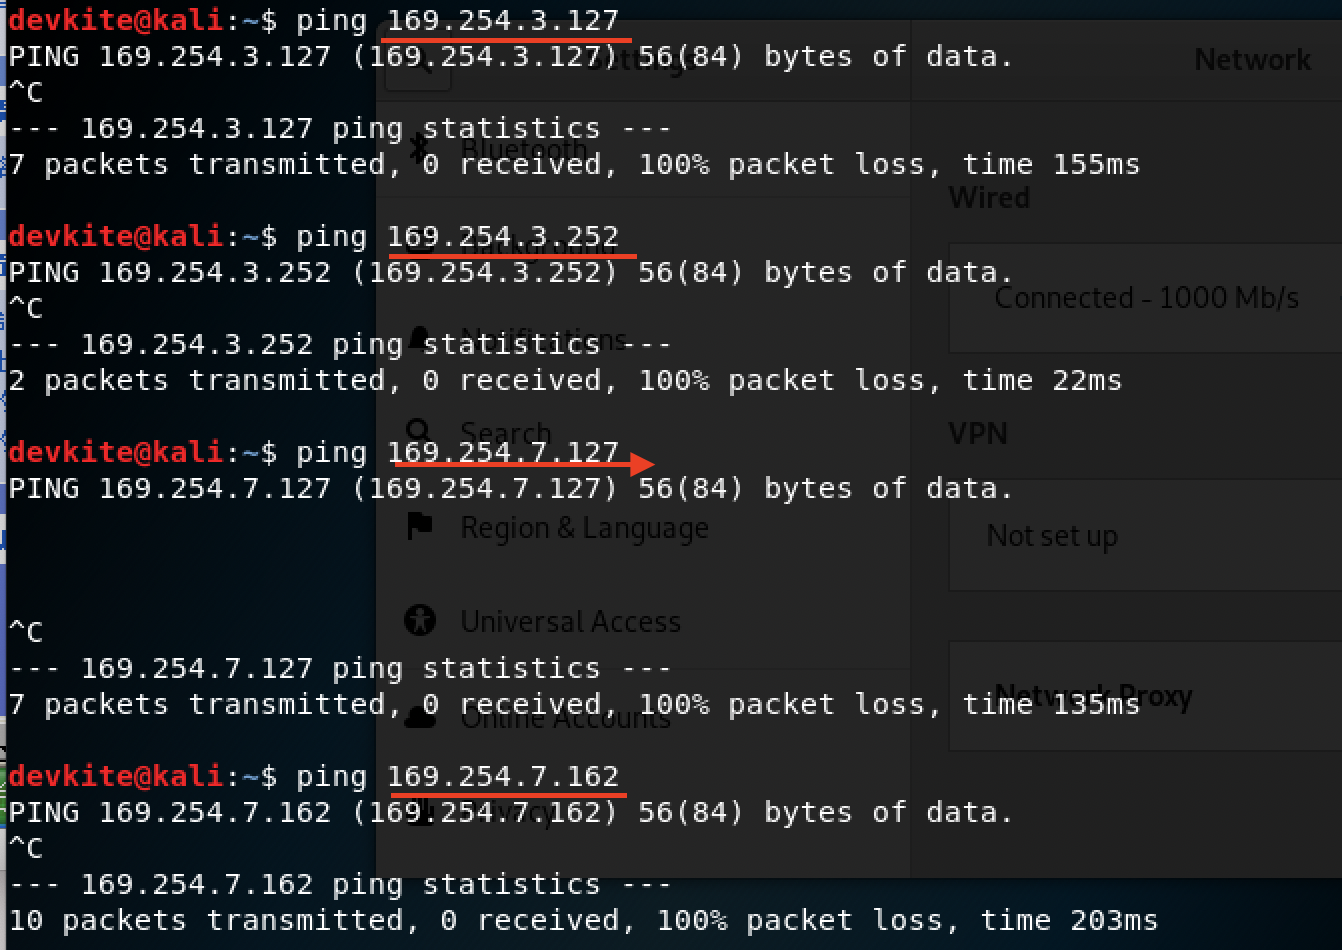 devkite@kali:~$ ping 169.254.3.127
PING 169.254.3.127 (169.254.3.127) 56(84) bytes of data.
^C
--- 169.254.3.127 ping statistics ---
7 packets transmitted, 0 received, 100% packet loss, time 155ms
devkite@kali:~$ ping 169.254.3.252
PING 169.254.3.252 (169.254.3.252) 56(84) bytes of data.
^C
--- 169.254.3.252 ping statistics ---
2 packets transmitted, 0 received, 100% packet loss, time 22ms
devkite@kali:~$ ping 169.254.7.127
PING 169.254.7.127 (169.254.7.127) 56(84) bytes of data.
^C
--- 169.254.7.127 ping statistics ---
7 packets transmitted, 0 received, 100% packet loss, time 135ms
devkite@kali:~$ ping 169.254.7.162
PING 169.254.7.162 (169.254.7.162) 56(84) bytes of data.
^C
--- 169.254.7.162 ping statistics ---
10 packets transmitted, 0 received, 100% packet loss, time 203ms
Settings
Bluetooth
Background
Notifications
Search
Region & Language
Universal Access
Online Accounts
Privacy
Network
Wired
Connected - 1000 Mb/s
VPN
Not set up
Network Proxy